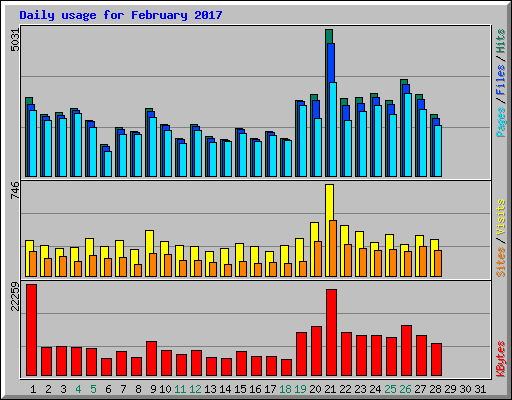 Daily usage for February 2017
5031
Pages / Files / Hits
746
Sites / Visits
22259
KBytes
1 2 3 4 5 6 7 8 9 10 11 12 13 14 15 16 17 18 19 20 21 22 23 24 25 26 27 28 29 30 31